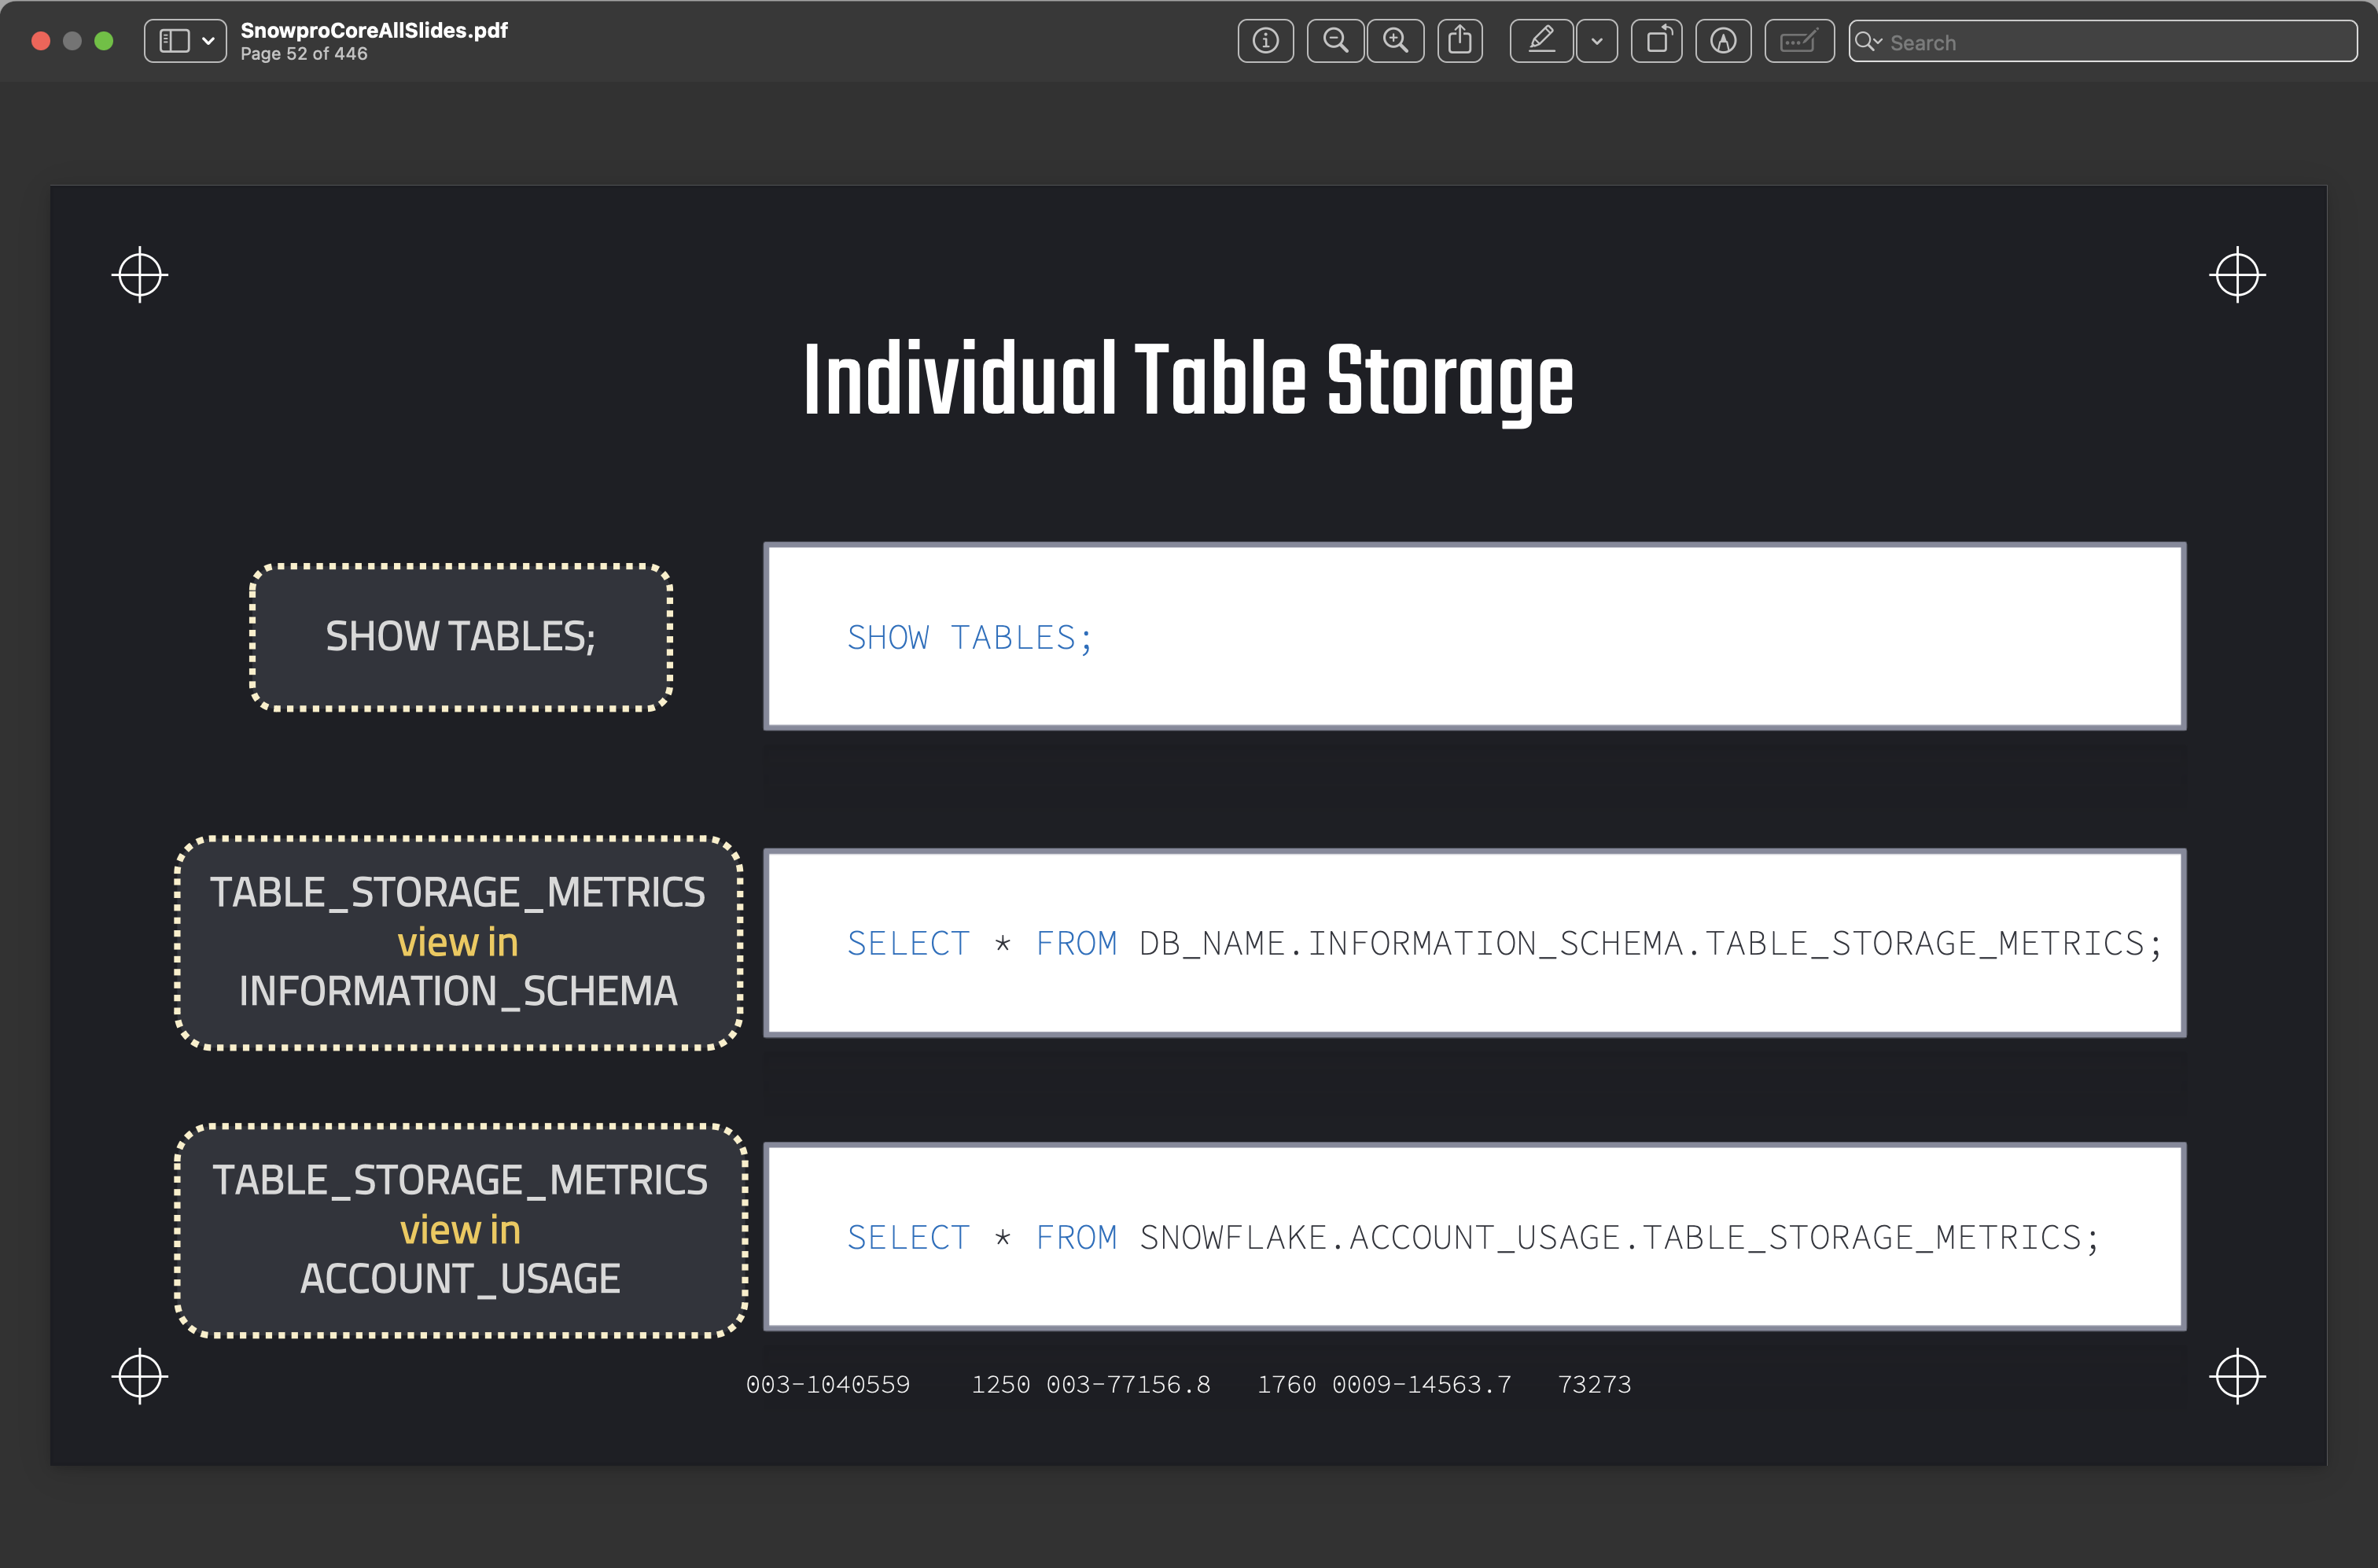 SnowproCoreAllSlides.pdf
Page 52 of 446
Search
Individual Table Storage
SHOW TABLES;
SHOW TABLES;
TABLE_STORAGE_METRICS
view in
INFORMATION_SCHEMA
SELECT * FROM DB_NAME.INFORMATION_SCHEMA.TABLE_STORAGE_METRICS;
TABLE_STORAGE_METRICS
view in
ACCOUNT_USAGE
SELECT * FROM SNOWFLAKE.ACCOUNT_USAGE.TABLE_STORAGE_METRICS;
003-1040559 1250 003-77156.8 1760 0009-14563.7 73273